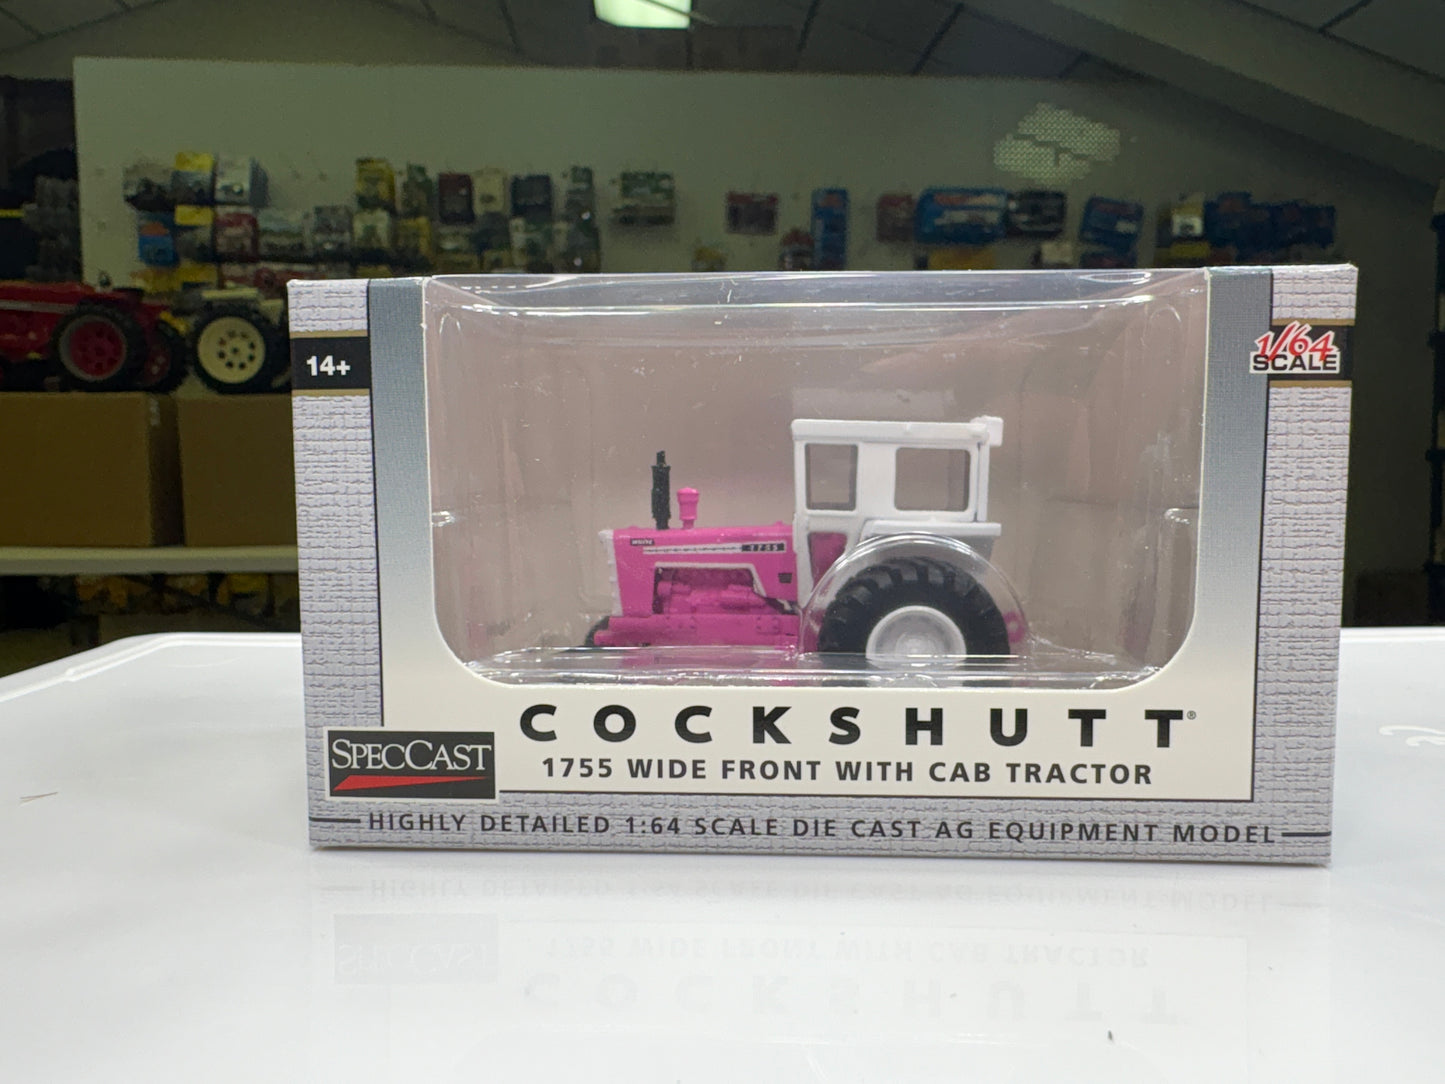 14+
1/64
SCALE
1755
COCKSHUTT®
1755 WIDE FRONT WITH CAB TRACTOR
SPECCAST
HIGHLY DETAILED 1:64 SCALE DIE CAST AG EQUIPMENT MODEL